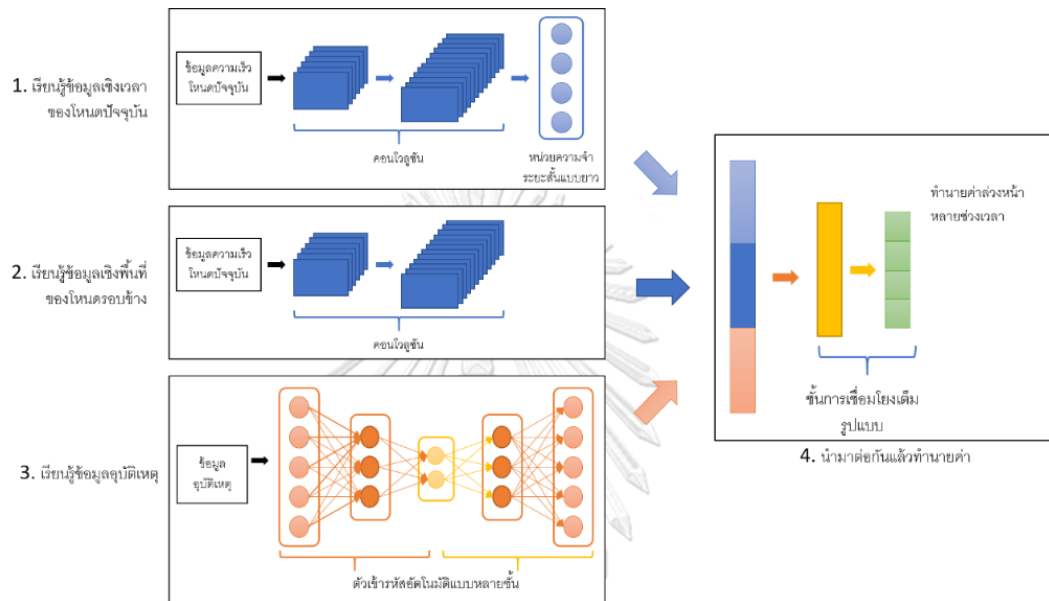 1. เรียนรู้ข้อมูลเชิงเวลา
ของโหนดปัจจุบัน
ข้อมูลความเร็ว
โหนดปัจจุบัน
คอนโวลูชัน
หน่วยความจำ
ระยะสั้นแบบยาว
2. เรียนรู้ข้อมูลเชิงพื้นที่
ของโหนดรอบข้าง
ข้อมูลความเร็ว
โหนดปัจจุบัน
คอนโวลูชัน
3. เรียนรู้ข้อมูลอุบัติเหตุ
ข้อมูล
อุบัติเหตุ
ตัวเข้ารหัสอัตโนมัติแบบหลายชั้น
ทำนายค่าล่วงหน้า
หลายช่วงเวลา
ชั้นการเชื่อมโยงเต็ม
รูปแบบ
4. นำมาต่อกันแล้วทำนายค่า